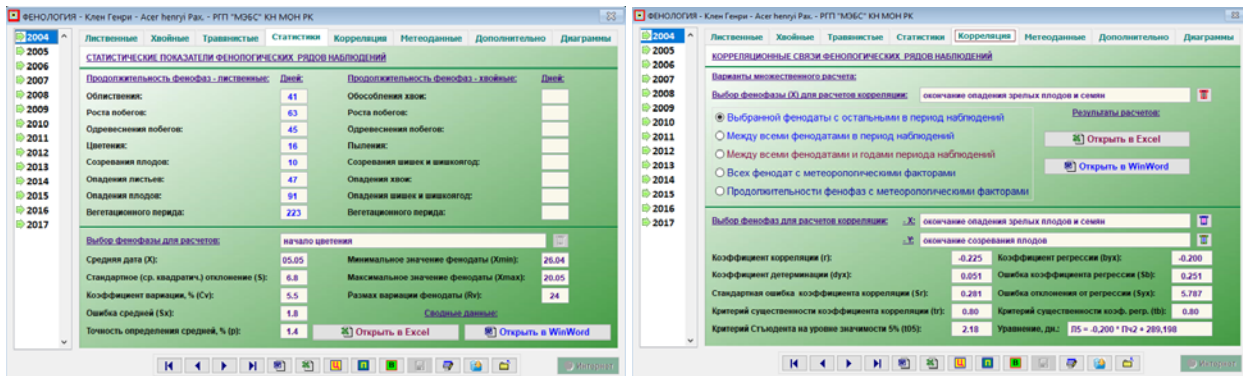 ФЕНОЛОГИЯ - Клен Генри - Acer henryi Pax. - РГП "МЭБС" КН МОН РК
2004
2005
2006
2007
2008
2009
2010
2011
2012
2013
2014
2015
2016
2017
Лиственные Хвойные Травянистые Статистики Корреляция Метеоданные Дополнительно Диаграммы
СТАТИСТИЧЕСКИЕ ПОКАЗАТЕЛИ ФЕНОЛОГИЧЕСКИХ РЯДОВ НАБЛЮДЕНИЙ
Продолжительность фенофаз - лиственные: Дней: Продолжительность фенофаз - хвойные: Дней:
Облиствения: 41 Обособления хвои:
Роста побегов: 63 Роста побегов:
Одревеснения побегов: 45 Одревеснения побегов:
Цветения: 16 Пыления:
Созревания плодов: 10 Созревания шишек и шишкоягод:
Опадения листьев: 47 Опадения хвои:
Опадения плодов: 91 Опадения шишек и шишкоягод:
Вегетационного перида: 223 Вегетационного перида:
Выбор фенофазы для расчетов: начало цветения
Средняя дата (X): 05.05 Минимальное значение фенодаты (Xmin): 26.04
Стандартное (ср. квадратич.) отклонение (S): 6.8 Максимальное значение фенодаты (Xmax): 20.05
Коэффициент вариации, % (Cv): 5.5 Размах вариации фенодаты (Rv): 24
Ошибка средней (Sx): 1.8 Сводные данные:
Точность определения средней, % (p): 1.4 Открыть в Excel Открыть в WinWord
Интернет
ФЕНОЛОГИЯ - Клен Генри - Acer henryi Pax. - РГП "МЭБС" КН МОН РК
2004
2005
2006
2007
2008
2009
2010
2011
2012
2013
2014
2015
2016
2017
Лиственные Хвойные Травянистые Статистики Корреляция Метеоданные Дополнительно Диаграммы
КОРРЕЛЯЦИОННЫЕ СВЯЗИ ФЕНОЛОГИЧЕСКИХ РЯДОВ НАБЛЮДЕНИЙ
Варианты множественного расчета:
Выбор фенофазы (X) для расчетов корреляции: окончание опадения зрелых плодов и семян
Выбранной фенодаты с остальными в период наблюдений Результаты расчетов:
Между всеми фенодатами в период наблюдений Открыть в Excel
Между всеми фенодатами и годами периода наблюдений
Всех фенодат с метеорологическими факторами Открыть в WinWord
Продолжительности фенофаз с метеорологическими факторами
Выбор фенофаз для расчетов корреляции: - X: окончание опадения зрелых плодов и семян
- Y: окончание созревания плодов
Коэффициент корреляции (r): -0.225 Коэффициент регрессии (byx): -0.200
Коэффициент детерминации (dyx): 0.051 Ошибка коэффициента регрессии (Sb): 0.251
Стандартная ошибка коэффициента корреляции (Sr): 0.281 Ошибка отклонения от регрессии (Syx): 5.787
Критерий существенности коэффициента корреляции (tr): 0.80 Критерий существенности коэф. регр. (tb): 0.80
Критерий Стъюдента на уровне значимости 5% (t05): 2.18 Уравнение, дн.: П5 = -0,200 * Пч2 + 289,198
Интернет